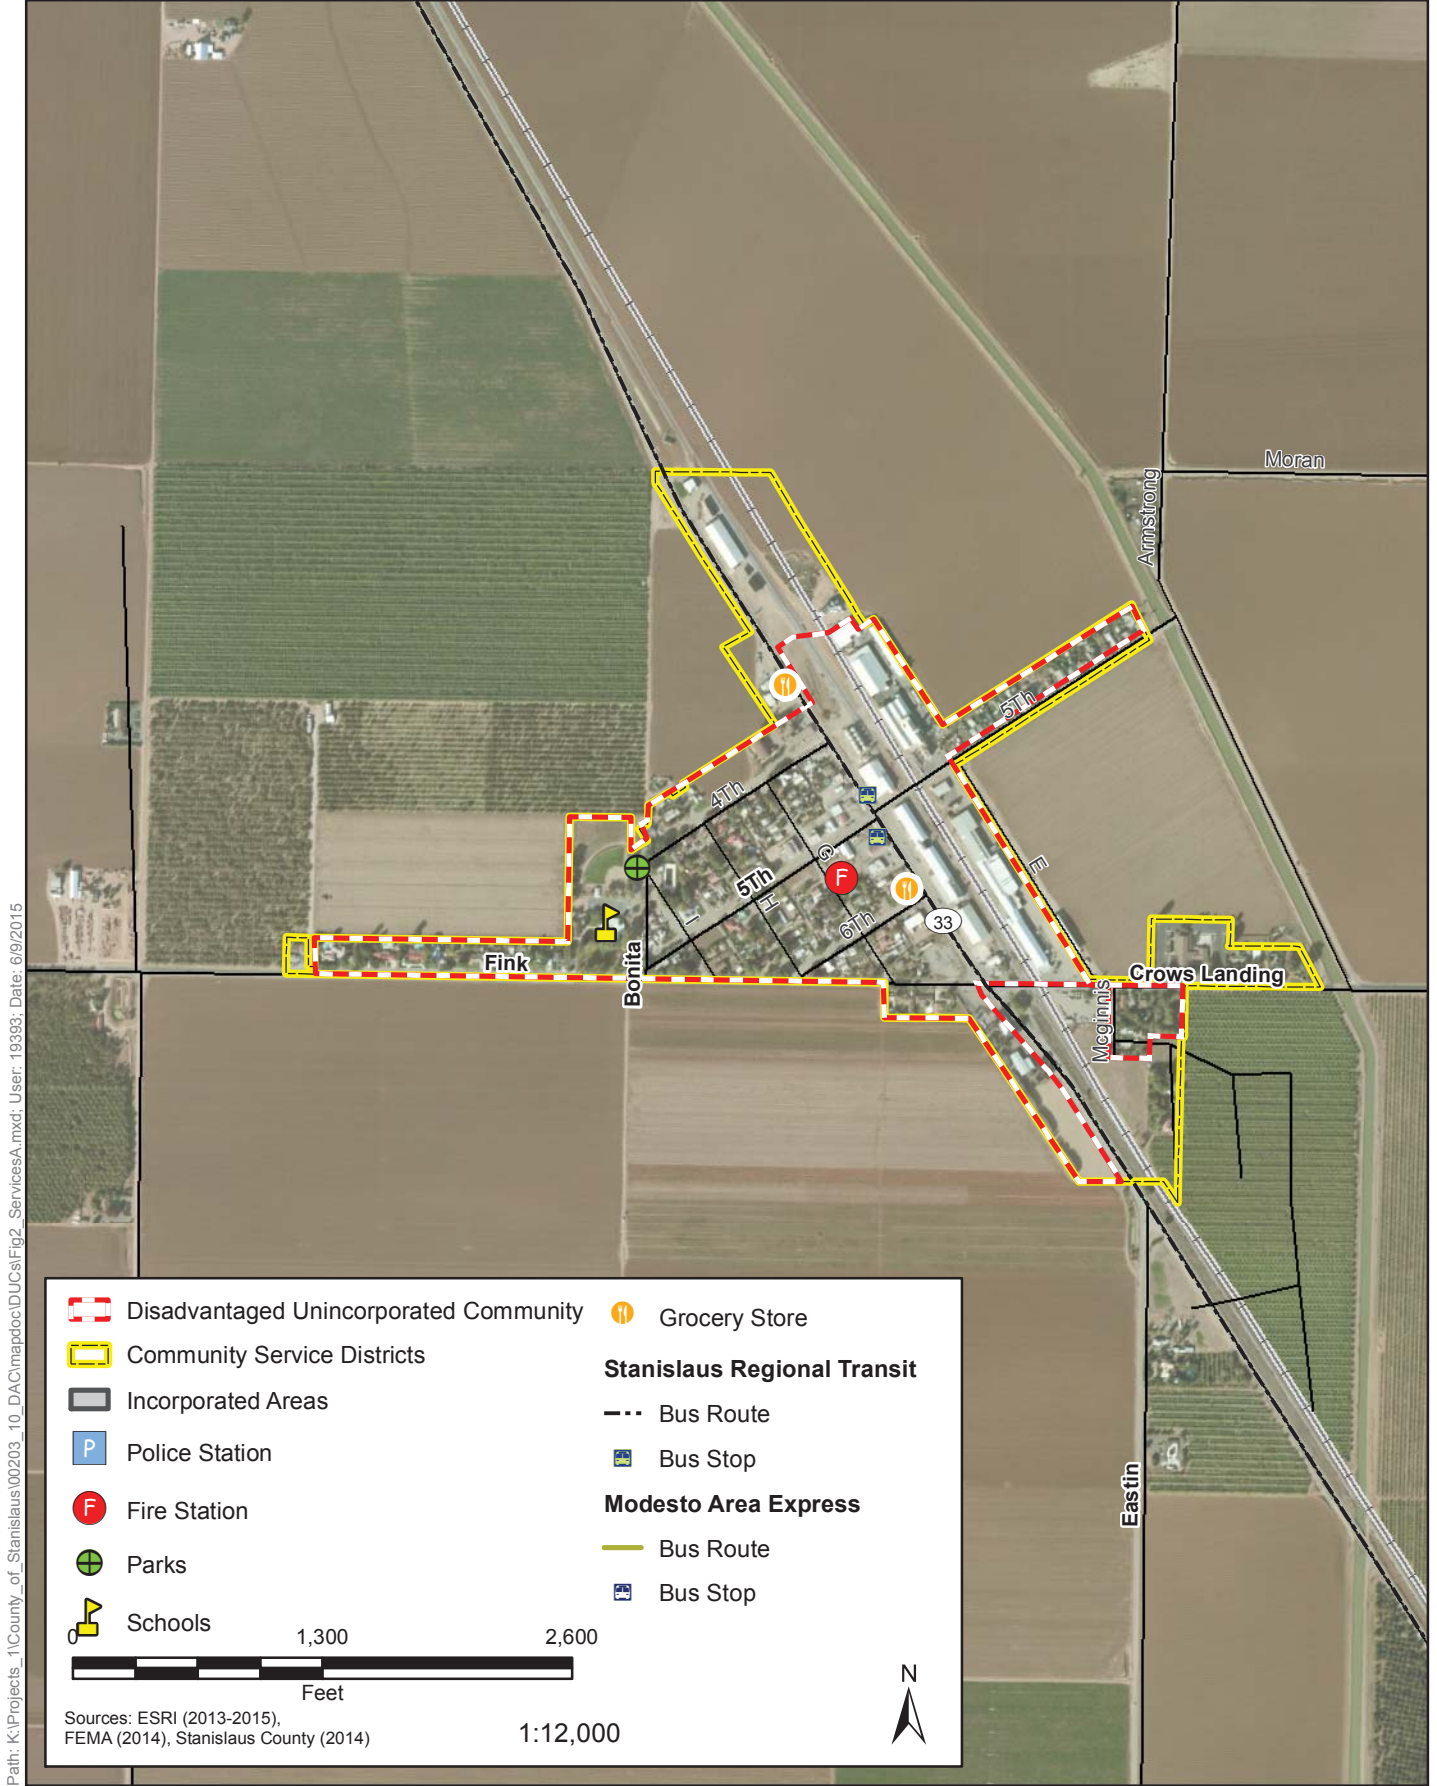 Moran
Armstrong
5Th
4Th
G
E
5Th
H
F
6Th
I
33
Fink
Bonita
Crows Landing
Mcginnis
Eastin
Disadvantaged Unincorporated Community
Community Service Districts
Incorporated Areas
P
Police Station
F
Fire Station
Parks
Schools
Grocery Store
Stanislaus Regional Transit
Bus Route
Bus Stop
Modesto Area Express
Bus Route
Bus Stop
0 1,300 2,600
Feet
Sources: ESRI (2013-2015),
FEMA (2014), Stanislaus County (2014)
1:12,000
N
Path: K:\Projects_1\County_of_Stanislaus\00203_10_DAC\mapdoc\DUCs\Fig2_ServicesA.mxd; User: 19393; Date: 6/9/2015